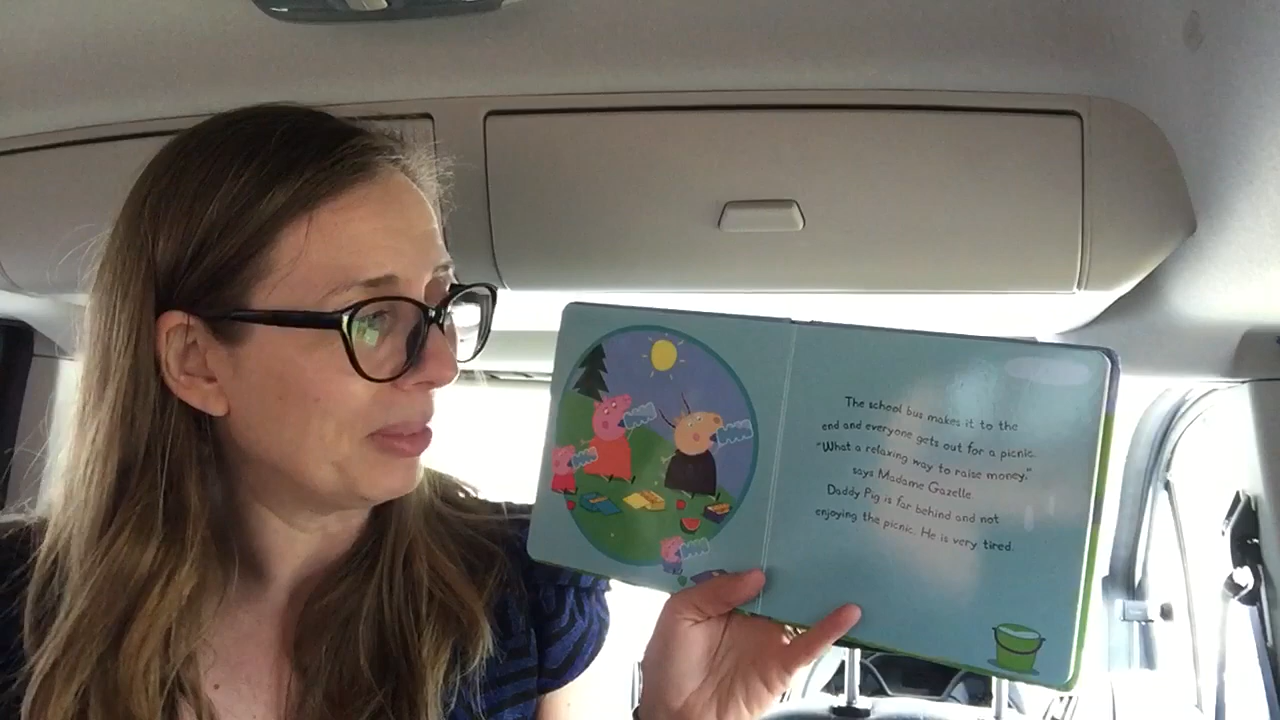 The school bus makes it to the
end and everyone gets out for a picnic.
"What a relaxing way to raise money,"
says Madame Gazelle.
Daddy Pig is far behind and not
enjoying the picnic. He is very tired.